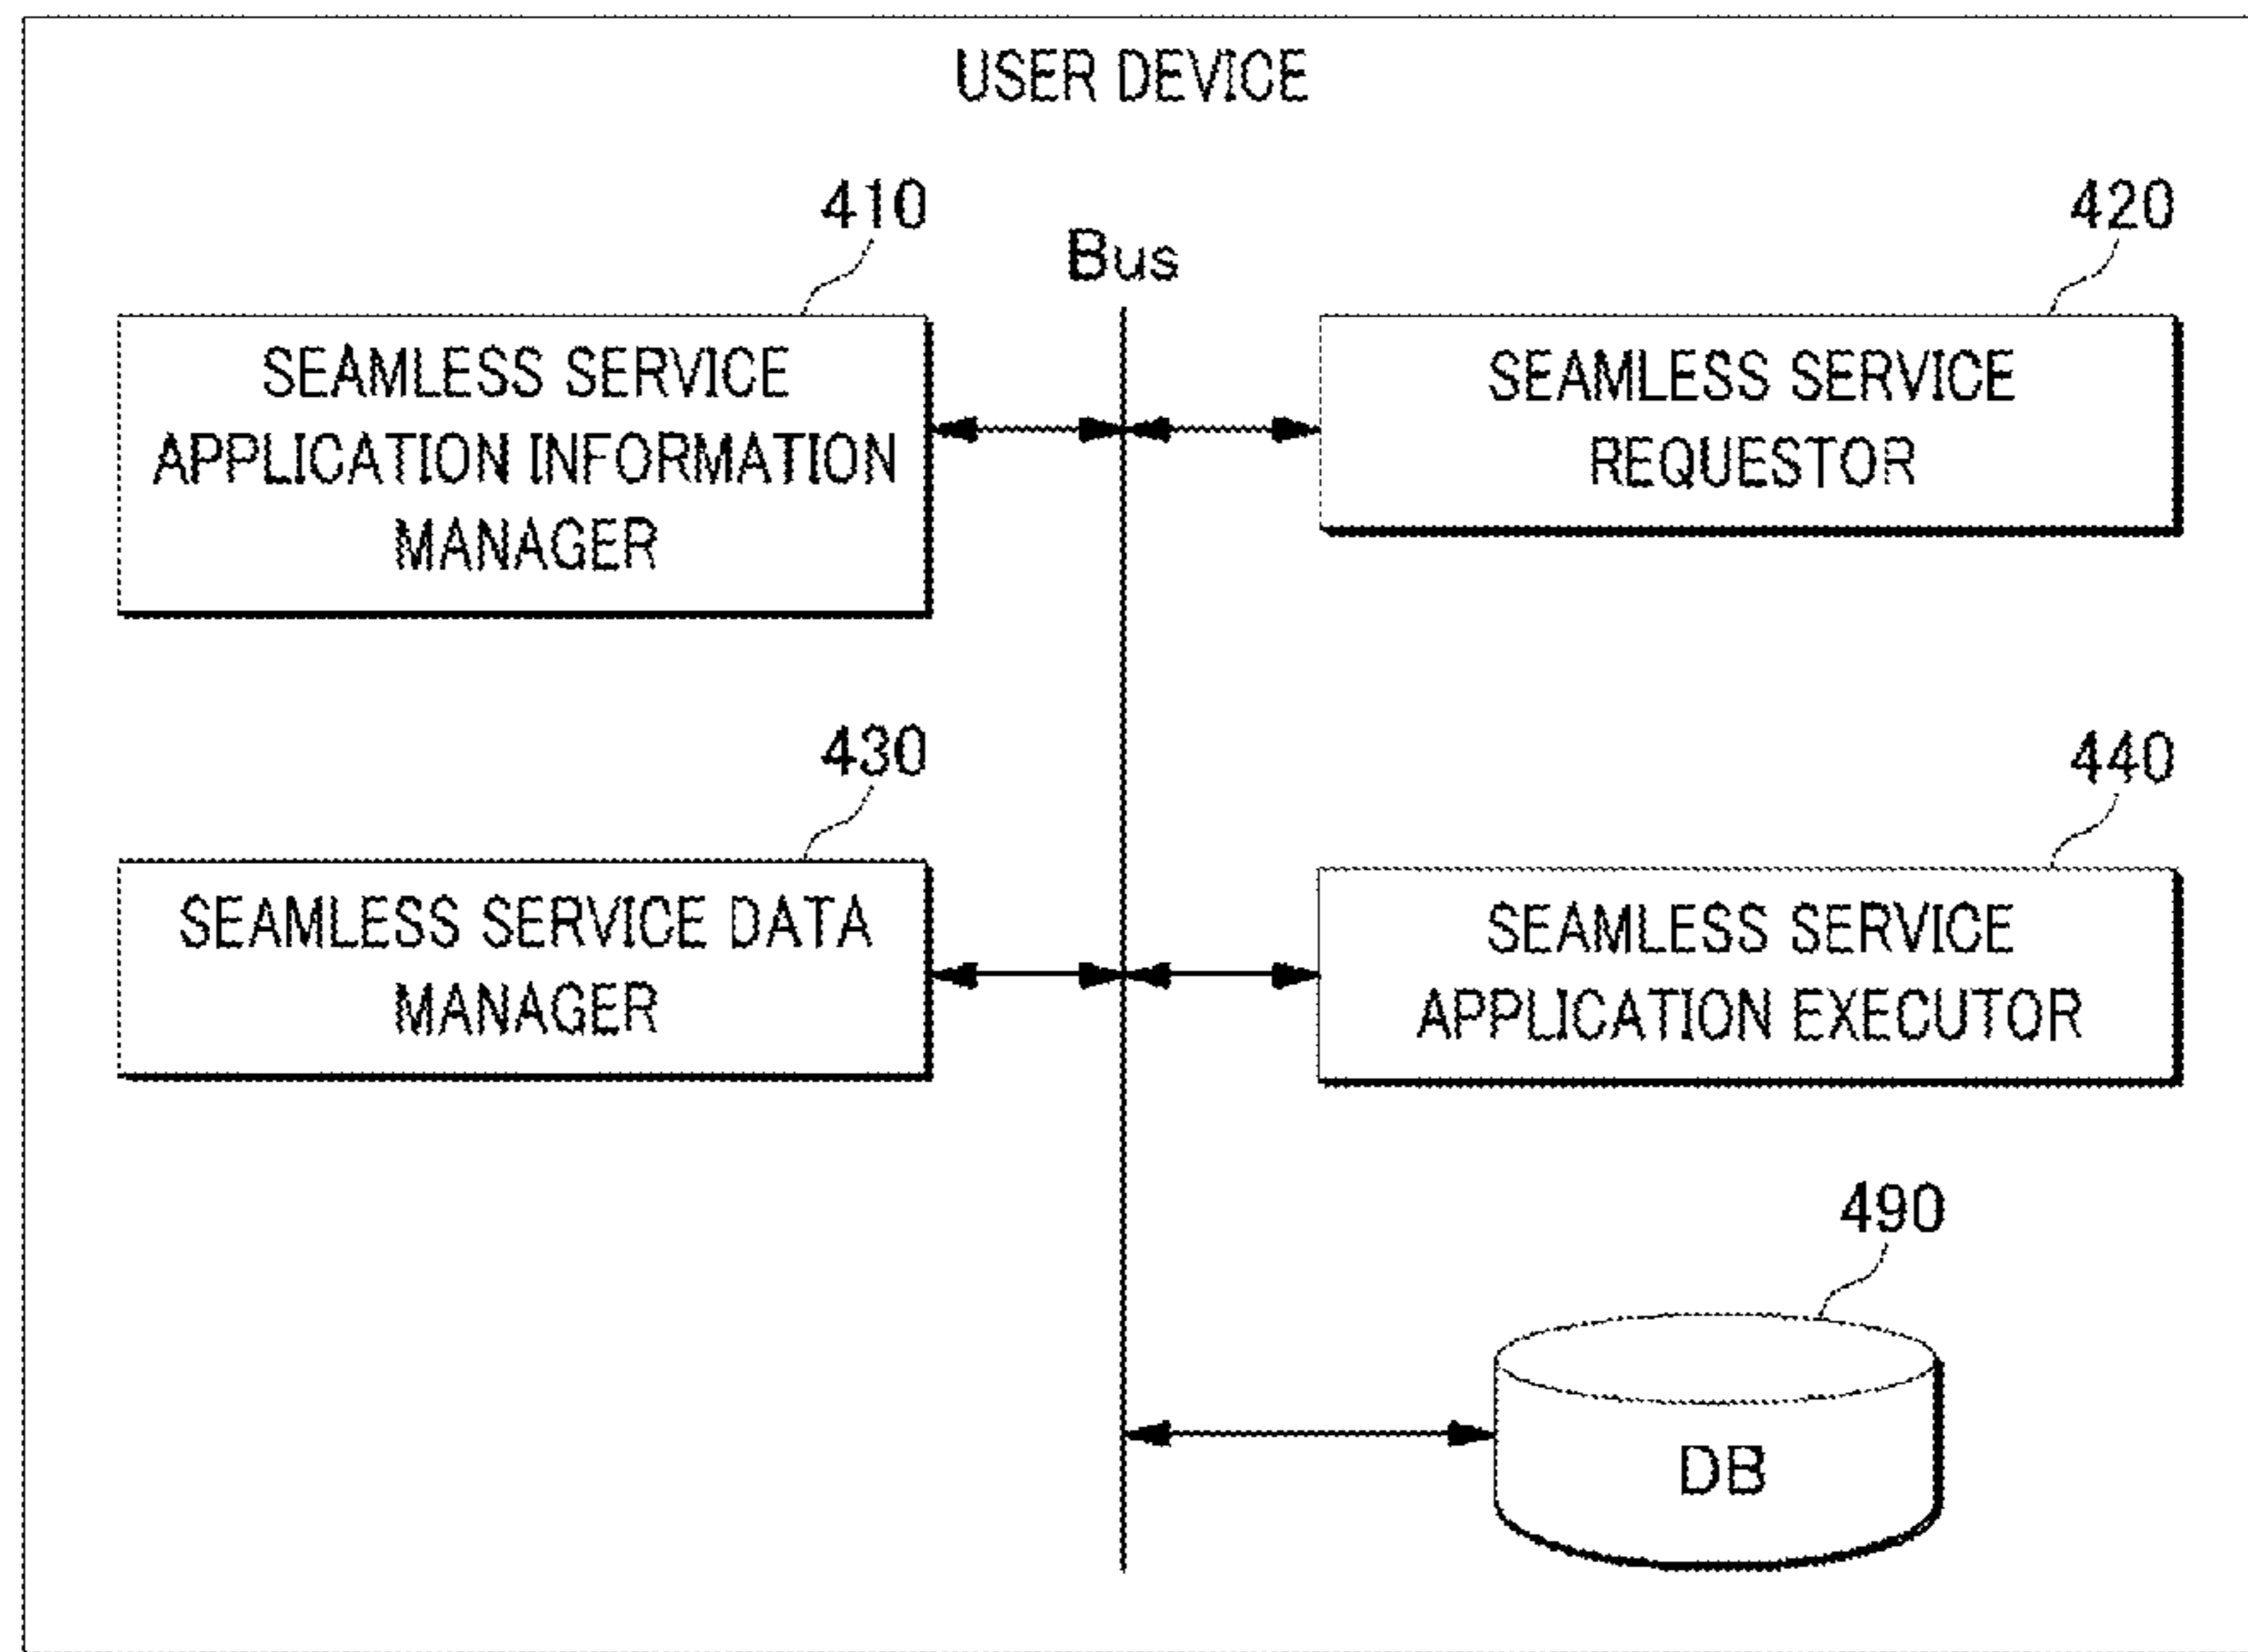 USER DEVICE
410
Bus
420
SEAMLESS SERVICE
APPLICATION INFORMATION
MANAGER
SEAMLESS SERVICE
REQUESTOR
430
440
SEAMLESS SERVICE DATA
MANAGER
SEAMLESS SERVICE
APPLICATION EXECUTOR
490
DB